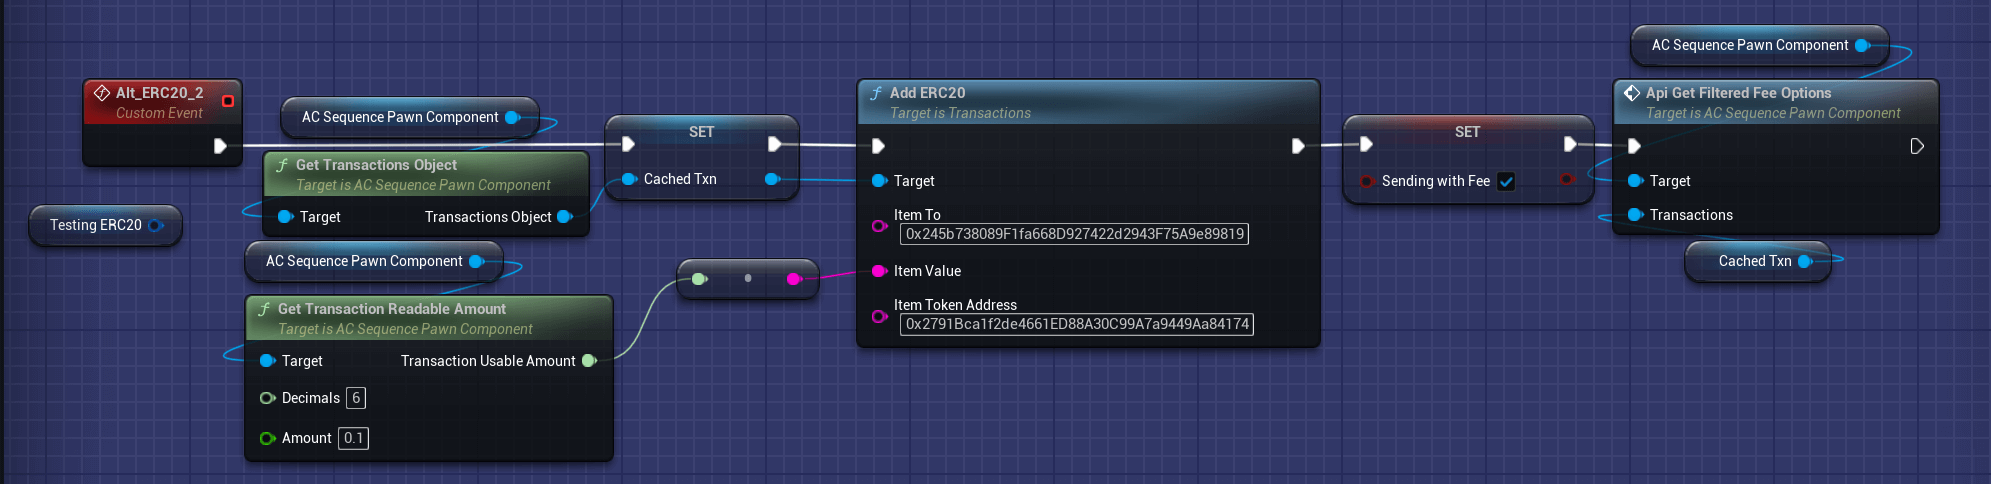 Alt_ERC20_2
Custom Event
Testing ERC20
AC Sequence Pawn Component
Get Transactions Object
Target is AC Sequence Pawn Component
Target
Transactions Object
AC Sequence Pawn Component
Get Transaction Readable Amount
Target is AC Sequence Pawn Component
Target
Transaction Usable Amount
Decimals 6
Amount 0.1
SET
Cached Txn
Add ERC20
Target is Transactions
Target
Item To
0x245b738089F1fa668D927422d2943F75A9e89819
Item Value
Item Token Address
0x2791Bca1f2de4661ED88A30C99A7a9449Aa84174
SET
Sending with Fee
AC Sequence Pawn Component
Api Get Filtered Fee Options
Target is AC Sequence Pawn Component
Target
Transactions
Cached Txn